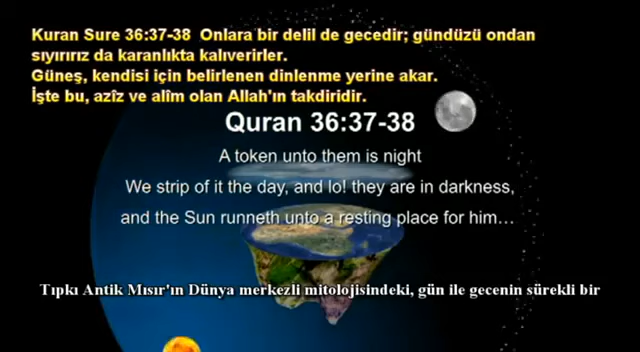 Kuran Sure 36:37-38 Onlara bir delil de gecedir; gündüzü ondan
sıyırırız da karanlıkta kalıverirler.
Güneş, kendisi için belirlenen dinlenme yerine akar.
İşte bu, azîz ve alîm olan Allah'ın takdiridir.
Quran 36:37-38
A token unto them is night
We strip of it the day, and lo! they are in darkness,
and the Sun runneth unto a resting place for him…
Tıpkı Antik Mısır'ın Dünya merkezli mitolojisindeki, gün ile gecenin sürekli bir